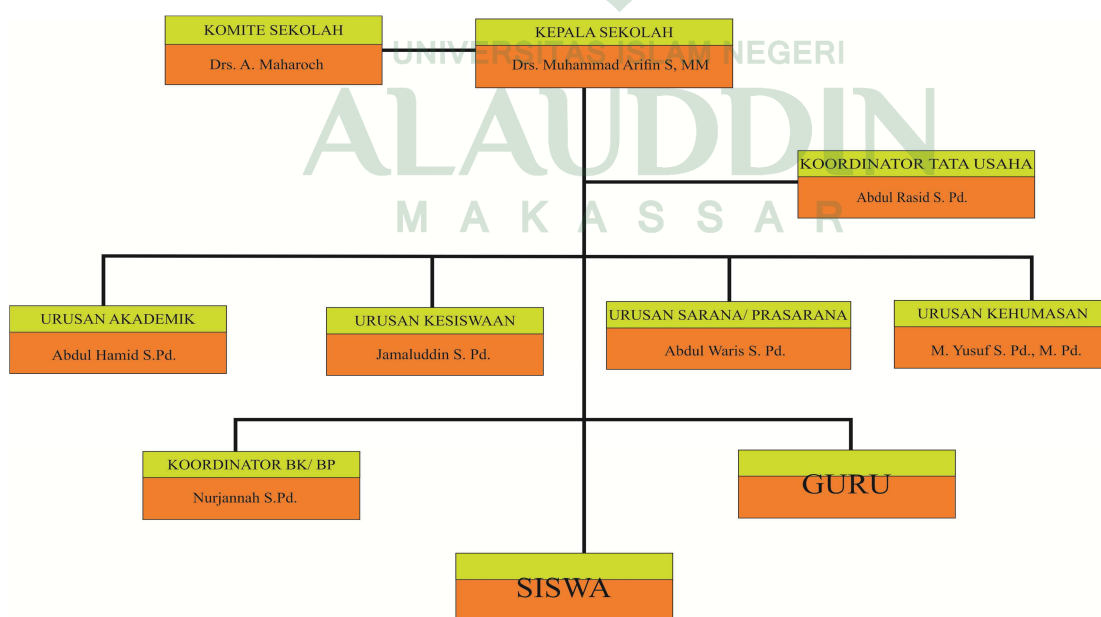 KOMITE SEKOLAH
Drs. A. Maharoch
KEPALA SEKOLAH
Drs. Muhammad Arifin S, MM
UNIVERSITAS ISLAM NEGERI
ALAUDDIN
MAKASSAR
KOORDINATOR TATA USAHA
Abdul Rasid S. Pd.
URUSAN AKADEMIK
Abdul Hamid S.Pd.
URUSAN KESISWAAN
Jamaluddin S. Pd.
URUSAN SARANA/ PRASARANA
Abdul Waris S. Pd.
URUSAN KEHUMASAN
M. Yusuf S. Pd., M. Pd.
KOORDINATOR BK/ BP
Nurjannah S.Pd.
GURU
SISWA